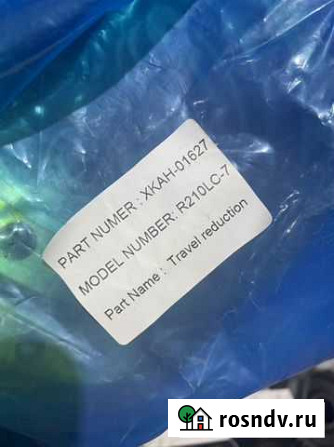 PART NUMER : XKAH-01627
MODEL NUMBER: R210LC-7
Part Name : Travel reduction
rosndv.ru